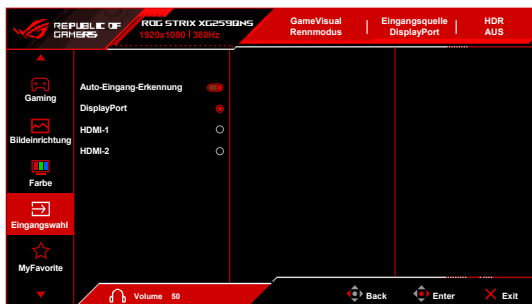 REPUBLIC OF
GAMERS
ROG STRIX XG259QNS
1920x1080 | 380Hz
GameVisual
Rennmodus
Eingangsquelle
DisplayPort
HDR
AUS
Gaming
Bildeinrichtung
Farbe
Eingangswahl
MyFavorite
Auto-Eingang-Erkennung
DisplayPort
HDMI-1
HDMI-2
Volume 50
Back
Enter
Exit